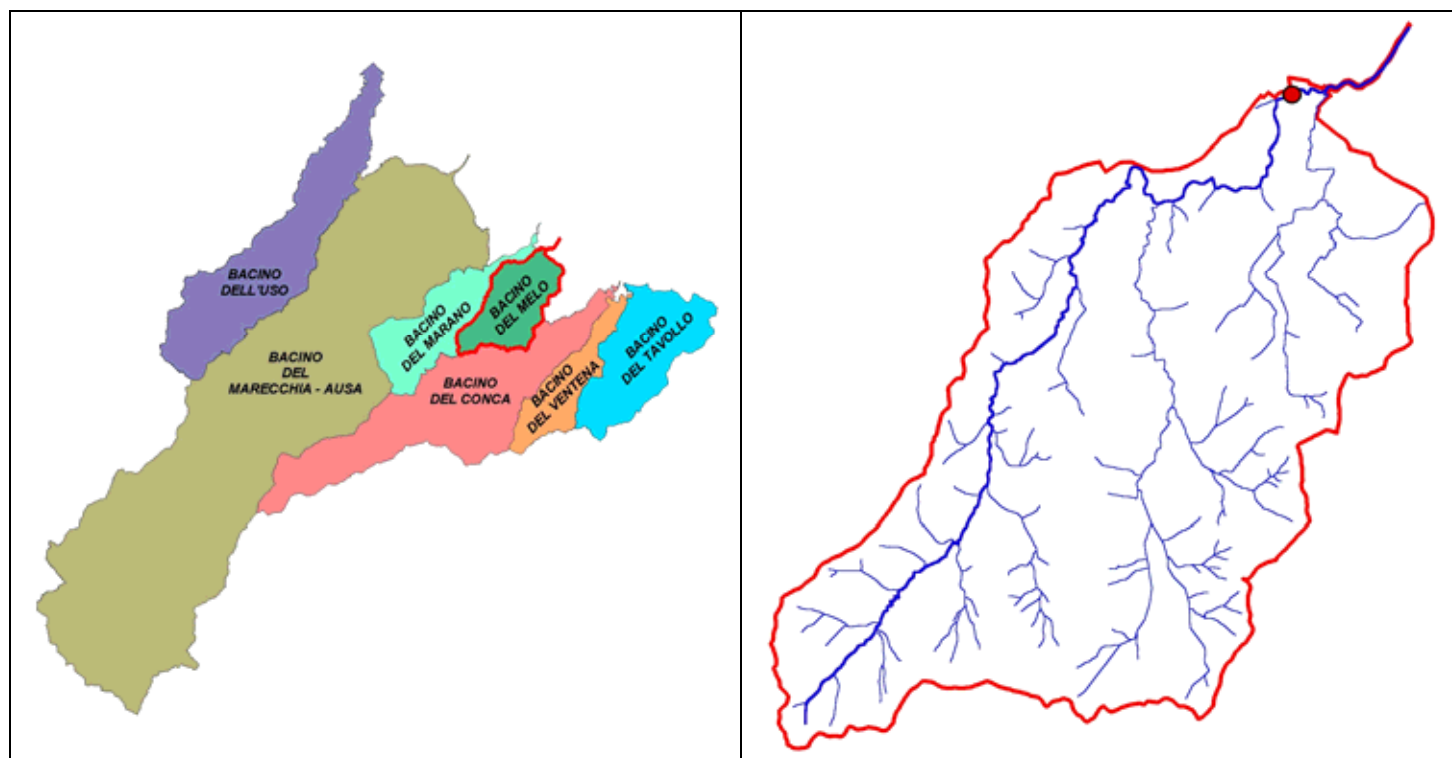 BACINO
DELL'USO
BACINO
DEL MARANO
BACINO
DEL MELO
BACINO
DEL
MARECCHIA - AUSA
BACINO
DEL CONCA
BACINO
DEL VENTENA
BACINO
DEL TAVOLLO